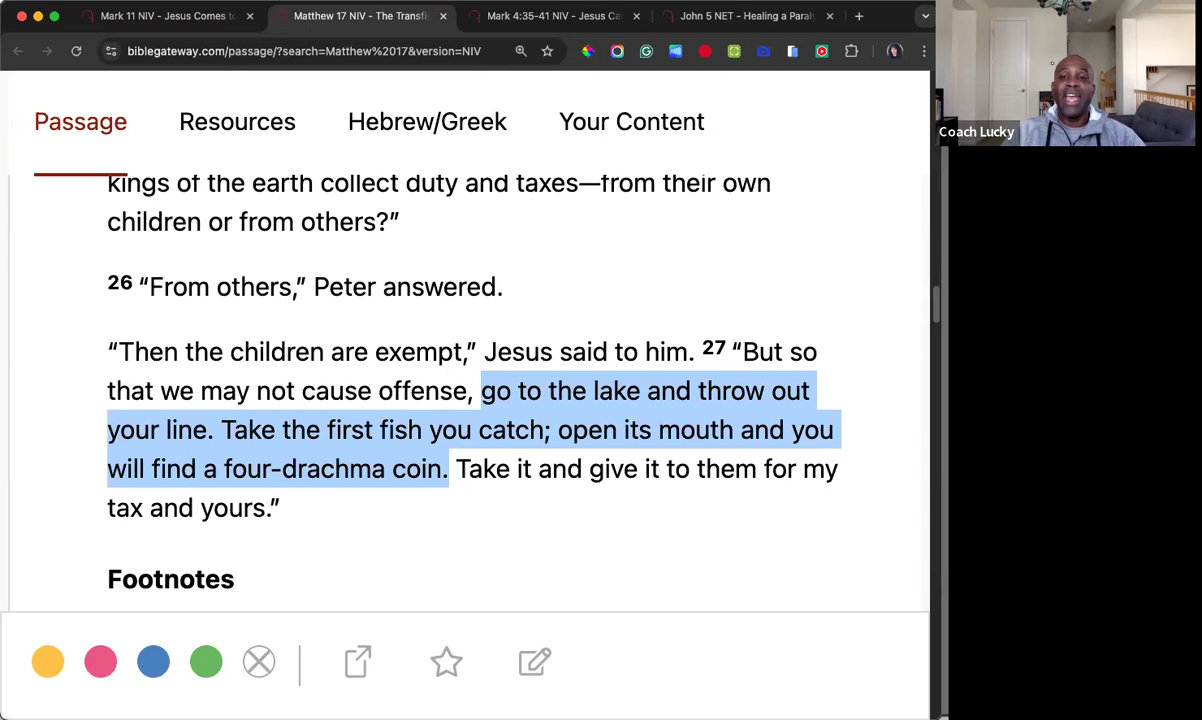 Mark 11 NIV - Jesus Comes to
Matthew 17 NIV - The Transfi
Mark 4:35-41 NIV - Jesus Ca
John 5 NET - Healing a Paral
biblegateway.com/passage/?search=Matthew%2017&version=NIV
Coach Lucky
Passage
Resources
Hebrew/Greek
Your Content
kings of the earth collect duty and taxes—from their own
children or from others?”
26 “From others,” Peter answered.
“Then the children are exempt,” Jesus said to him. 27 “But so
that we may not cause offense, go to the lake and throw out
your line. Take the first fish you catch; open its mouth and you
will find a four-drachma coin. Take it and give it to them for my
tax and yours.”
Footnotes